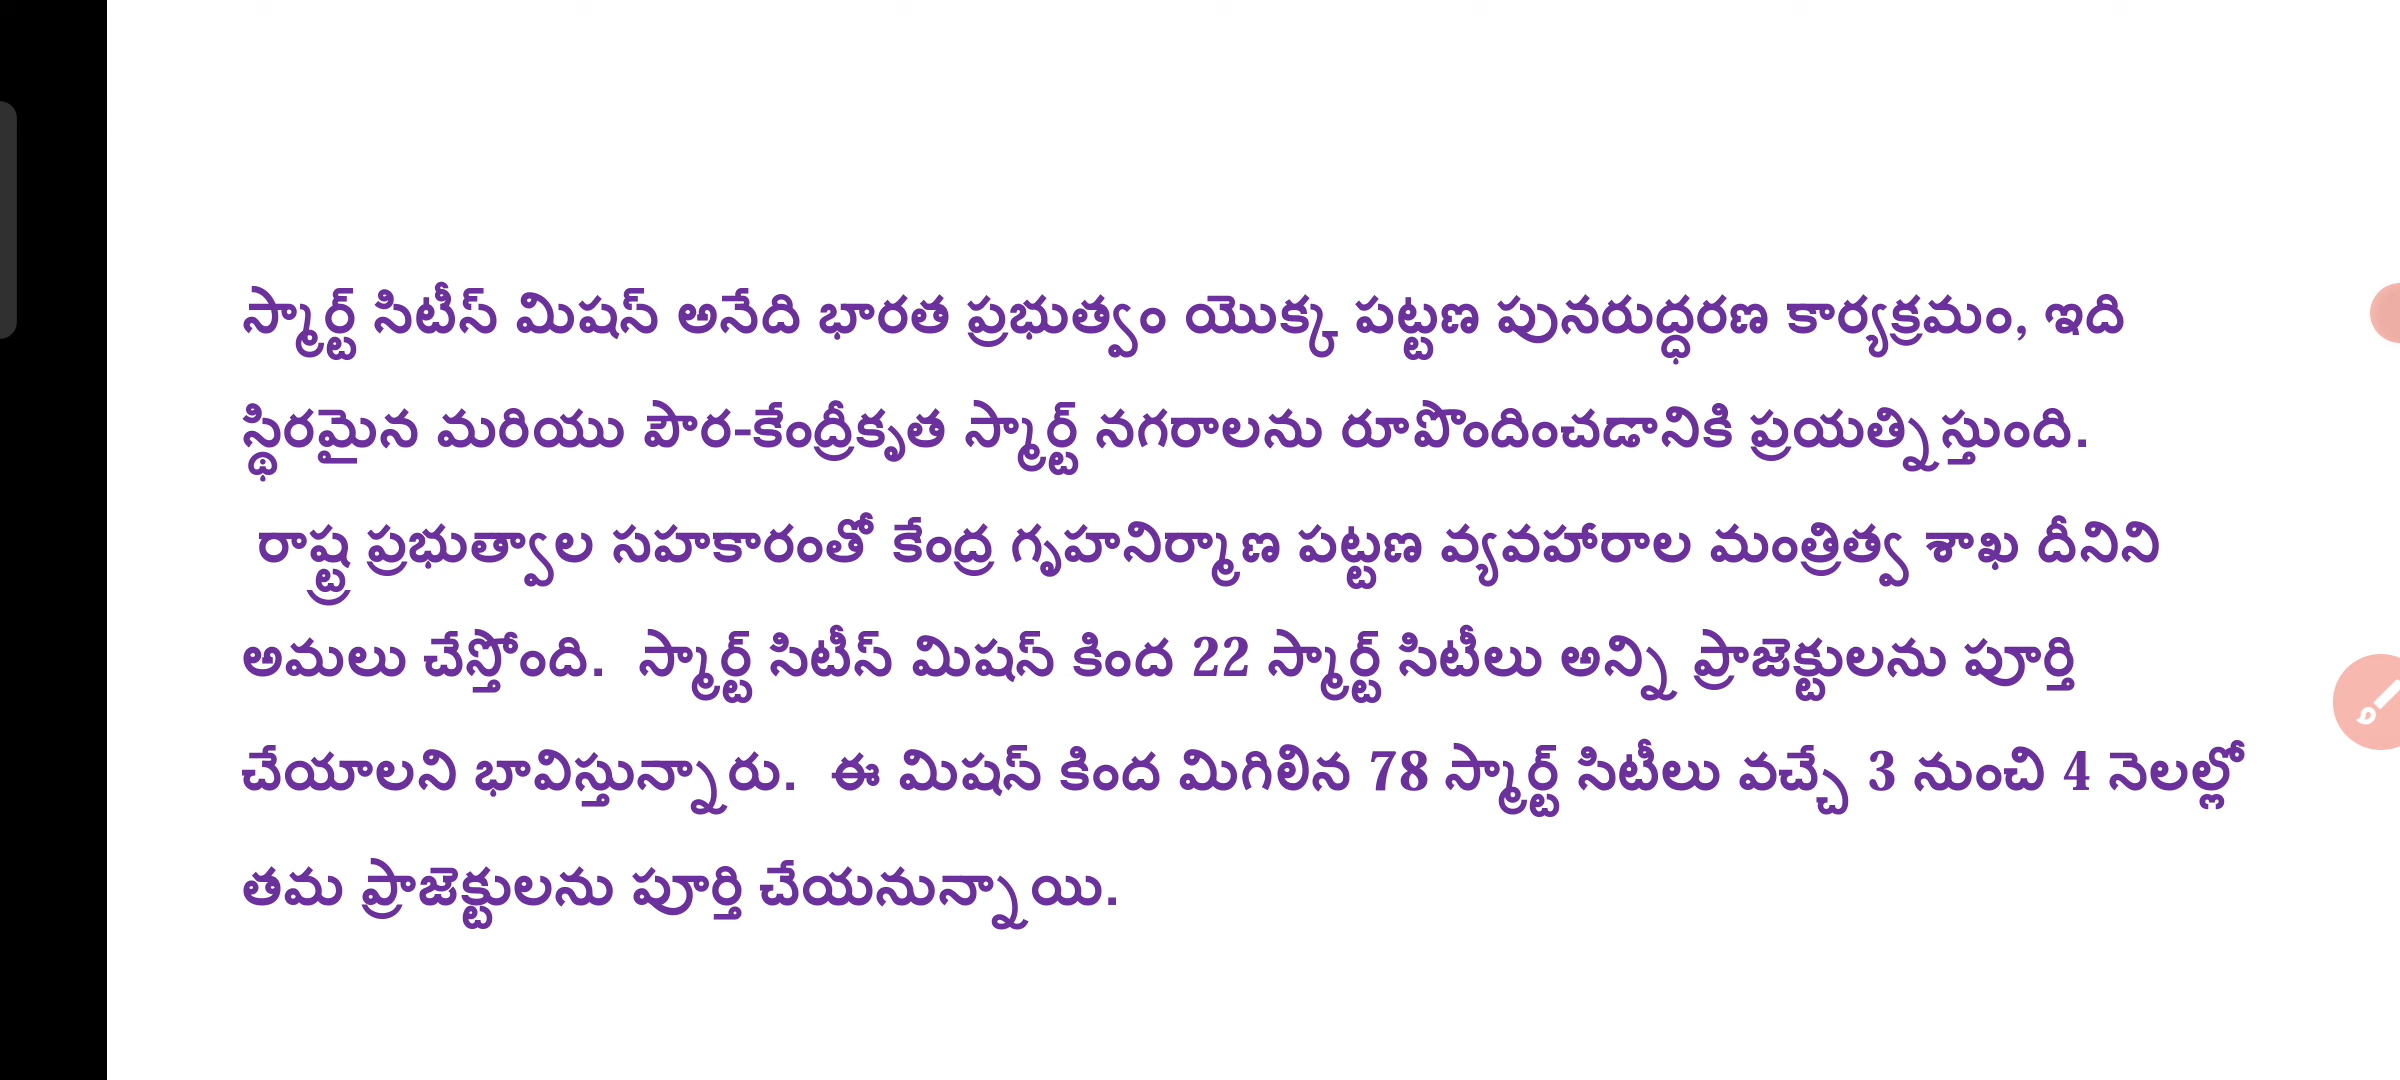 స్మార్ట్ సిటీస్ మిషన్ అనేది భారత ప్రభుత్వం యొక్క పట్టణ పునరుద్ధరణ కార్యక్రమం, ఇది
స్థిరమైన మరియు పౌర-కేంద్రీకృత స్మార్ట్ నగరాలను రూపొందించడానికి ప్రయత్నిస్తుంది.
రాష్ట్ర ప్రభుత్వాల సహకారంతో కేంద్ర గృహనిర్మాణ పట్టణ వ్యవహారాల మంత్రిత్వ శాఖ దీనిని
అమలు చేస్తోంది. స్మార్ట్ సిటీస్ మిషన్ కింద 22 స్మార్ట్ సిటీలు అన్ని ప్రాజెక్టులను పూర్తి
చేయాలని భావిస్తున్నారు. ఈ మిషన్ కింద మిగిలిన 78 స్మార్ట్ సిటీలు వచ్చే 3 నుంచి 4 నెలల్లో
తమ ప్రాజెక్టులను పూర్తి చేయనున్నాయి.